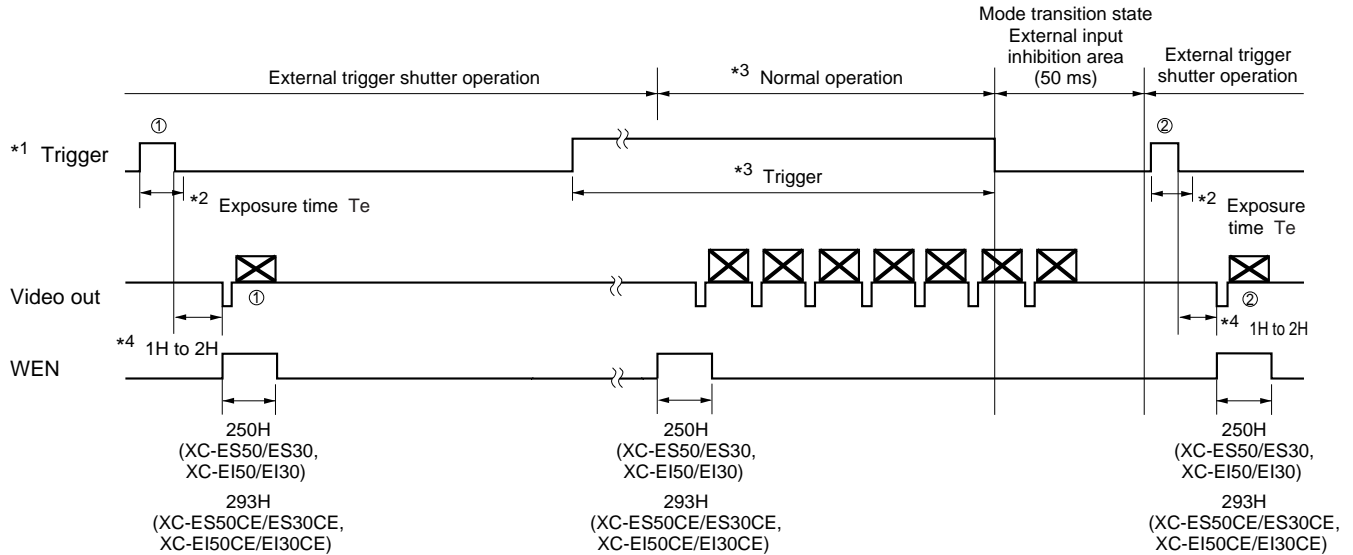 Mode transition state
External input
inhibition area
(50 ms)
External trigger shutter operation
*3 Normal operation
External trigger
shutter operation
①
②
*1 Trigger
*3 Trigger
*2 Exposure time Te
*2 Exposure
time Te
Video out
①
②
*4 1H to 2H
*4 1H to 2H
WEN
250H
(XC-ES50/ES30,
XC-EI50/EI30)
293H
(XC-ES50CE/ES30CE,
XC-EI50CE/EI30CE)
250H
(XC-ES50/ES30,
XC-EI50/EI30)
293H
(XC-ES50CE/ES30CE,
XC-EI50CE/EI30CE)
250H
(XC-ES50/ES30,
XC-EI50/EI30)
293H
(XC-ES50CE/ES30CE,
XC-EI50CE/EI30CE)